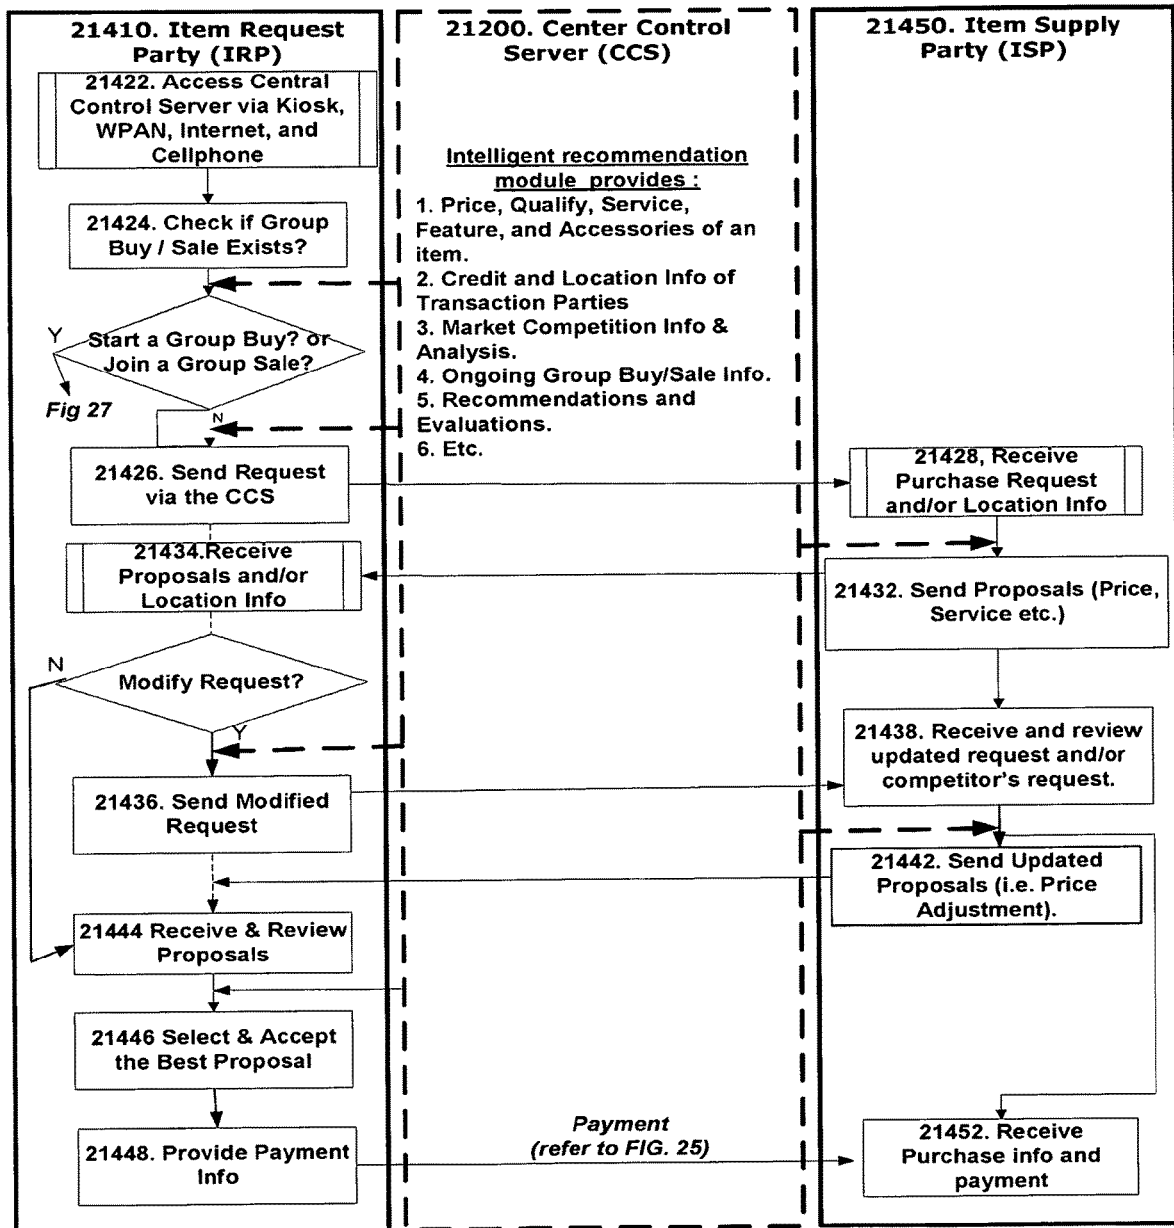 21410. Item Request
Party (IRP)
21422. Access Central
Control Server via Kiosk,
WPAN, Internet, and
Cellphone
21424. Check if Group
Buy / Sale Exists?
Y
Start a Group Buy? or
Join a Group Sale?
Fig 27
N
21426. Send Request
via the CCS
21434.Receive
Proposals and/or
Location Info
N
Modify Request?
Y
21436. Send Modified
Request
21444 Receive & Review
Proposals
21446 Select & Accept
the Best Proposal
21448. Provide Payment
Info
21200. Center Control
Server (CCS)
Intelligent recommendation
module provides :
1. Price, Qualify, Service,
Feature, and Accessories of an
item.
2. Credit and Location Info of
Transaction Parties
3. Market Competition Info &
Analysis.
4. Ongoing Group Buy/Sale Info.
5. Recommendations and
Evaluations.
6. Etc.
Payment
(refer to FIG. 25)
21450. Item Supply
Party (ISP)
21428, Receive
Purchase Request
and/or Location Info
21432. Send Proposals (Price,
Service etc.)
21438. Receive and review
updated request and/or
competitor's request.
21442. Send Updated
Proposals (i.e. Price
Adjustment).
21452. Receive
Purchase info and
payment